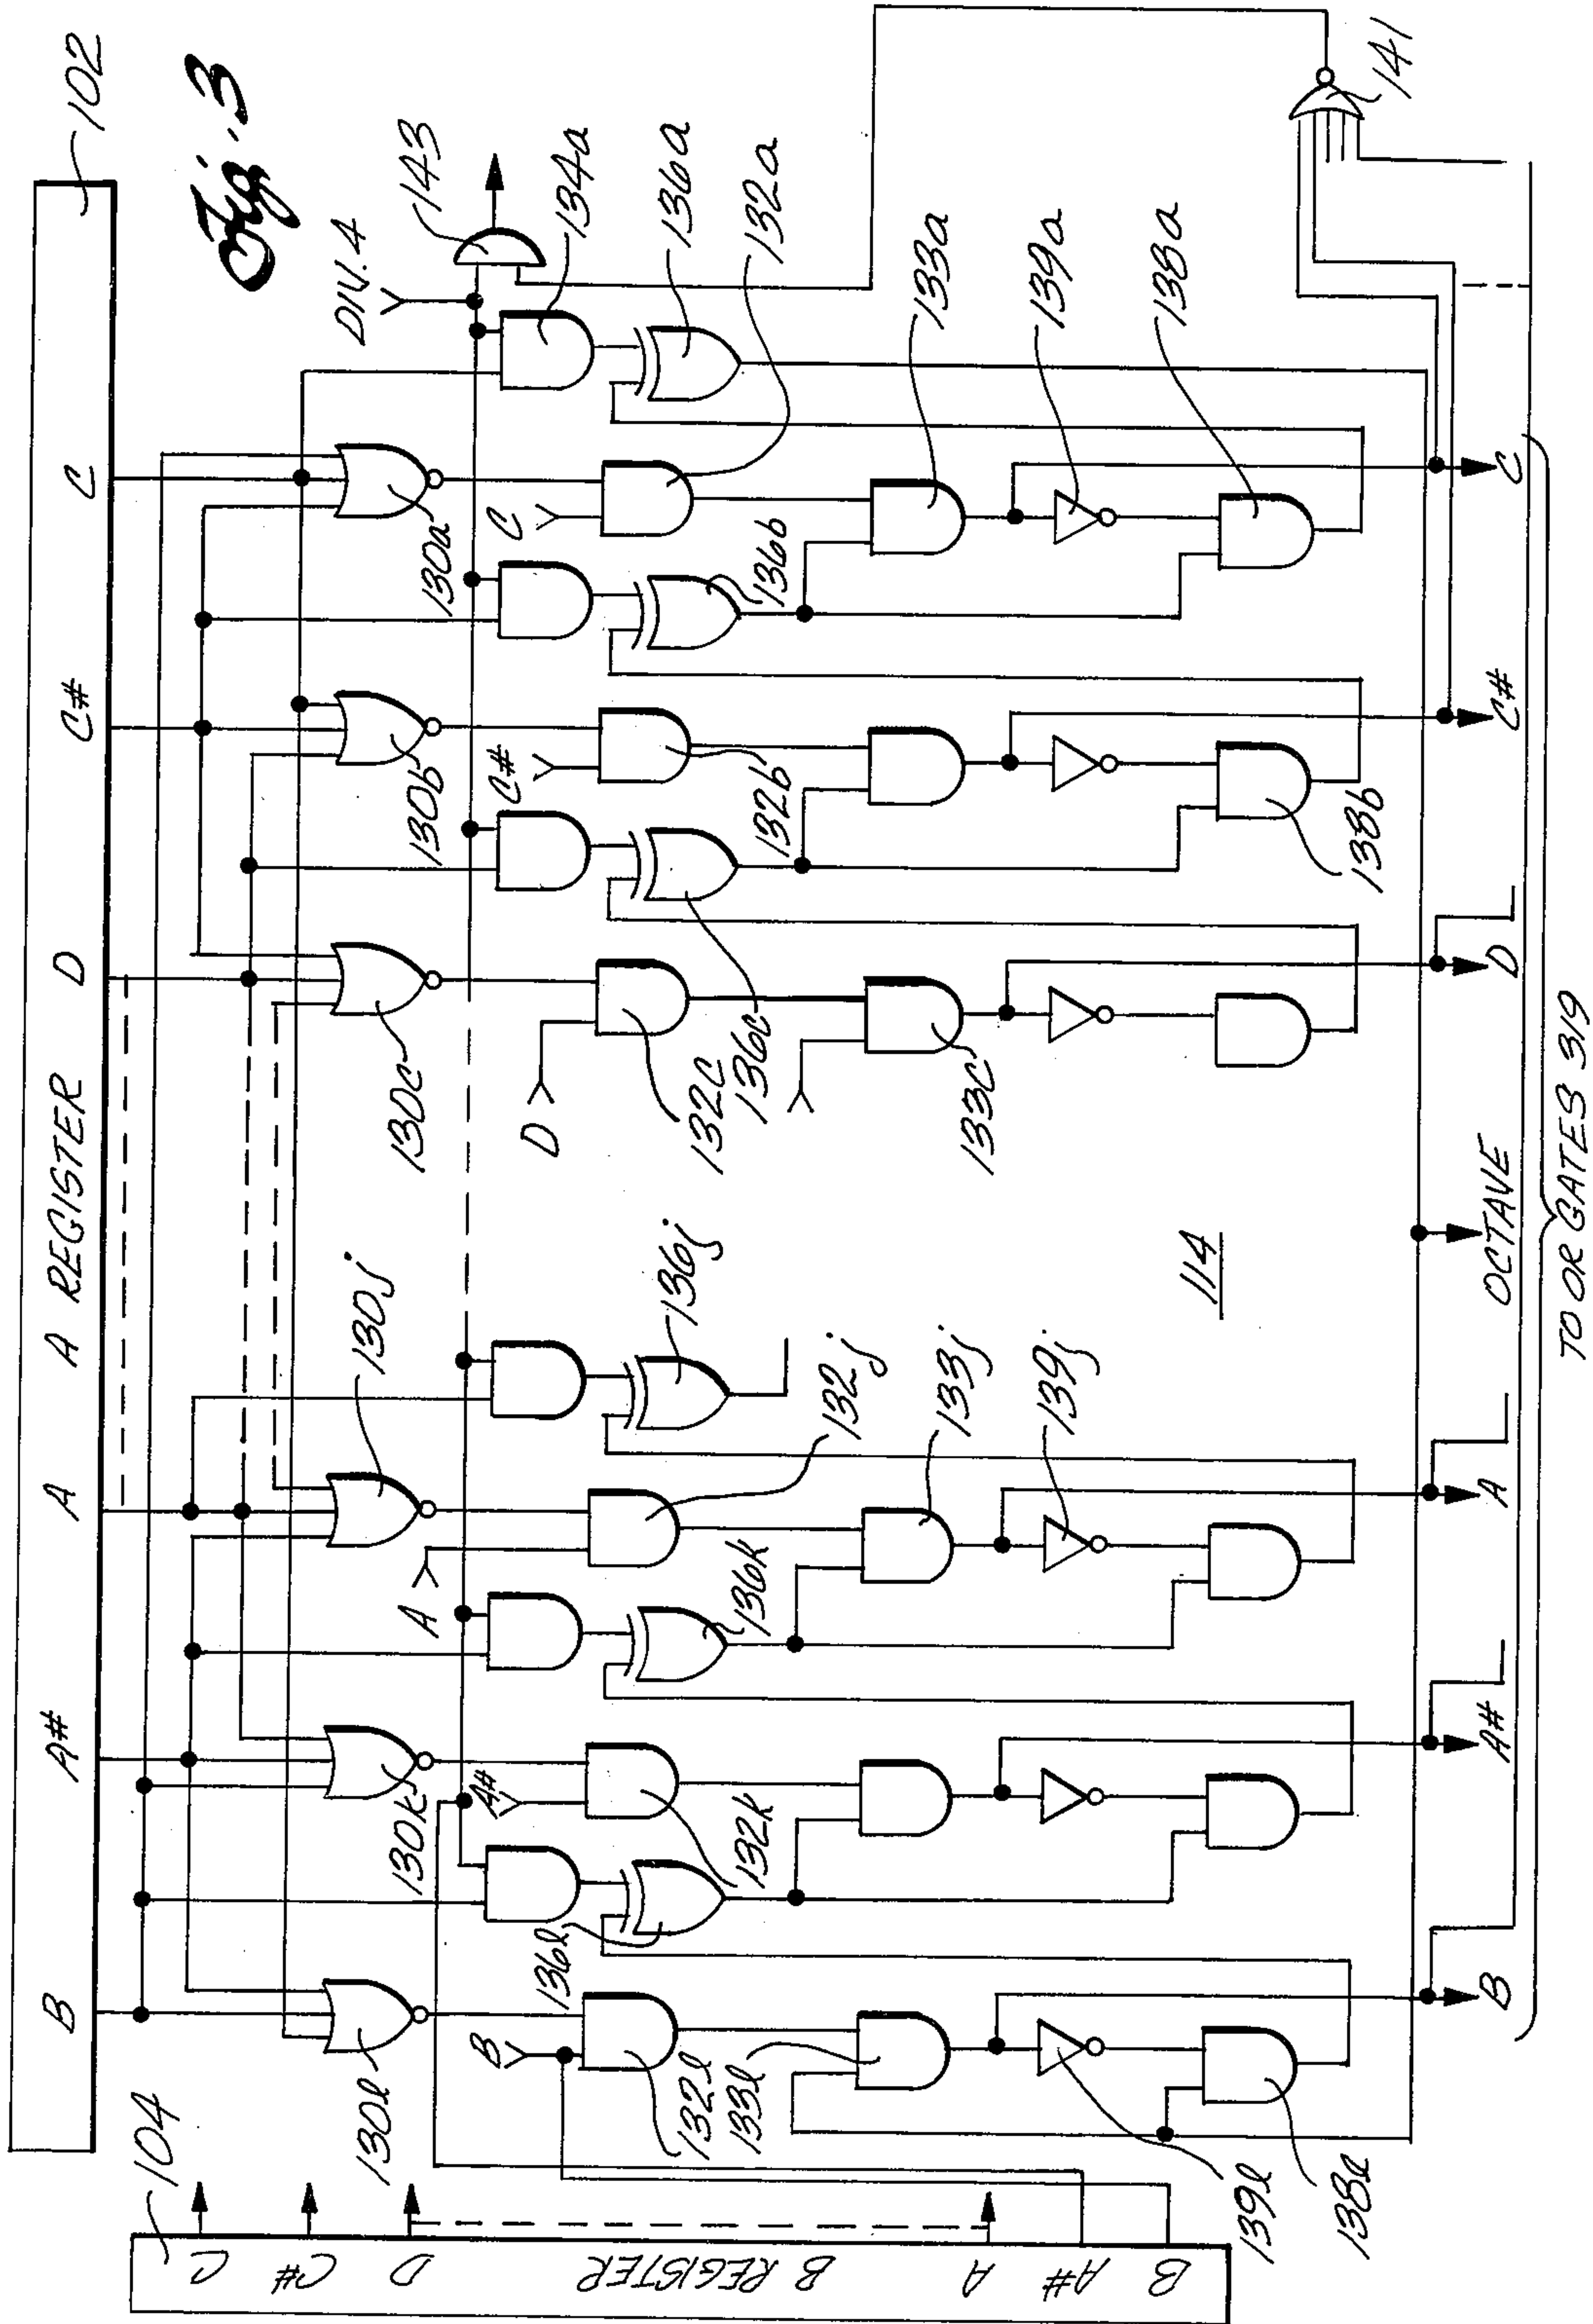 Fig. 3
102
A REGISTER
B
A#
A
D
C#
C
104
C
C#
D
B REGISTER
A
A#
B
DIV. 4
143
134a
136a
132a
133a
139a
138a
141
130a
C
136b
130b
C#
132b
138b
130c
136c
D
132c
133c
130j
136j
132j
133j
139j
A
136k
130k
A#
132k
130l
136l
B
132l
133l
139l
138l
114
B
A#
A
OCTAVE
D
C#
C
TO OR GATES 319